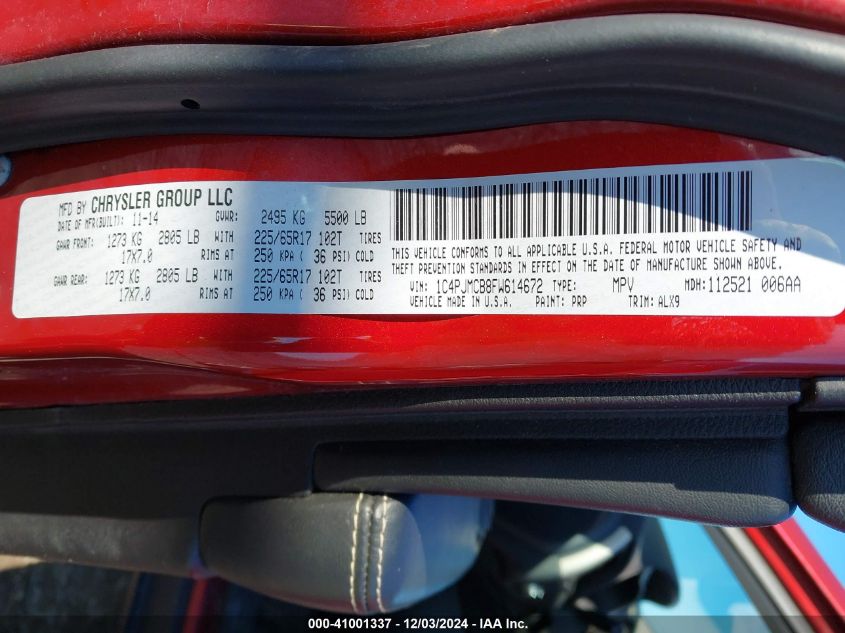 MFD BY CHRYSLER GROUP LLC
DATE OF MFR(BUILT): 11-14 GVWR: 2495 KG 5500 LB
GAWR FRONT: 1273 KG 2805 LB WITH 225/65R17 102T TIRES
17X7.0 RIMS AT 250 KPA ( 36 PSI) COLD
GAWR REAR: 1273 KG 2805 LB WITH 225/65R17 102T TIRES
17X7.0 RIMS AT 250 KPA ( 36 PSI) COLD
THIS VEHICLE CONFORMS TO ALL APPLICABLE U.S.A. FEDERAL MOTOR VEHICLE SAFETY AND
THEFT PREVENTION STANDARDS IN EFFECT ON THE DATE OF MANUFACTURE SHOWN ABOVE.
VIN: 1C4PJMCB8FW614672 TYPE: MPV MDH:112521 006AA
VEHICLE MADE IN U.S.A. PAINT: PRP TRIM: ALX9
000-41001337 - 12/03/2024 - IAA Inc.